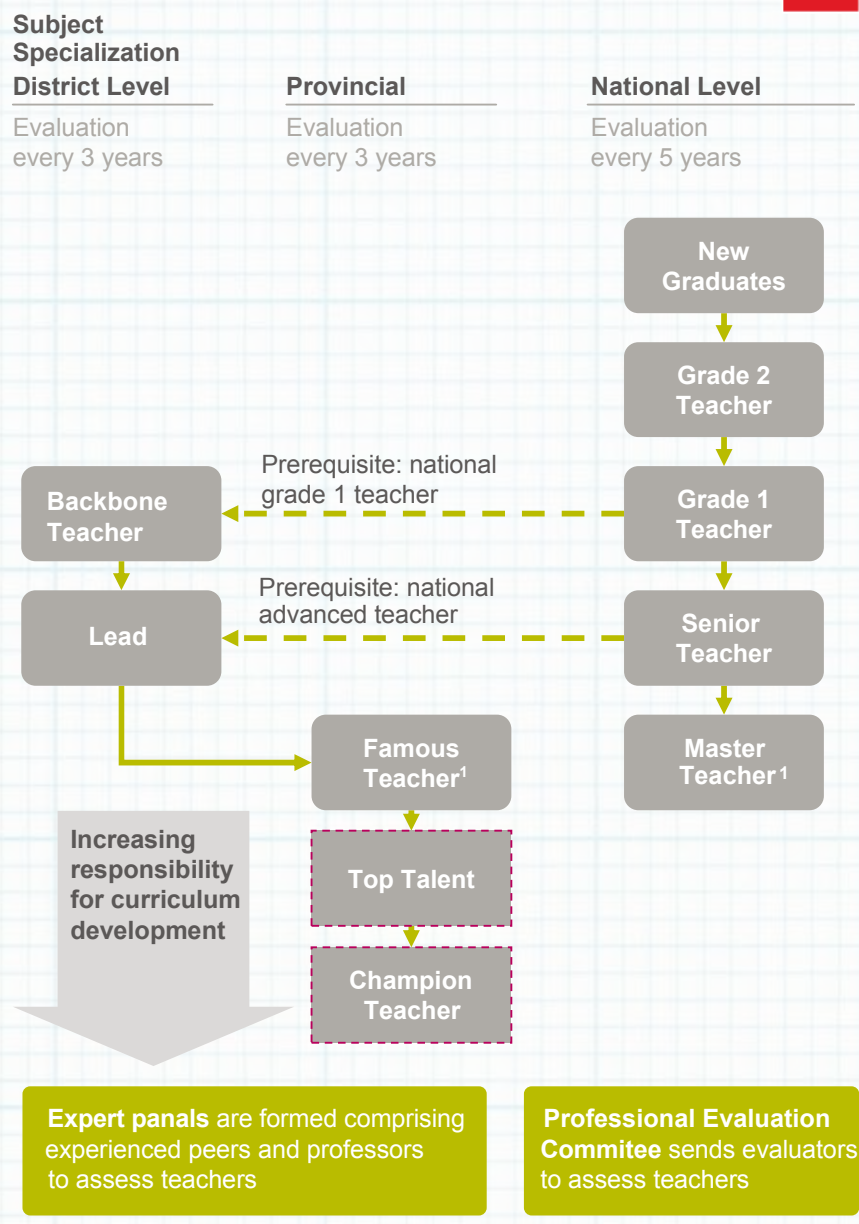 Subject
Specialization
District Level
Evaluation
every 3 years
Provincial
Evaluation
every 3 years
National Level
Evaluation
every 5 years
New
Graduates
Grade 2
Teacher
Prerequisite: national
grade 1 teacher
Backbone
Teacher
Grade 1
Teacher
Prerequisite: national
advanced teacher
Lead
Senior
Teacher
Famous
Teacher¹
Master
Teacher¹
Increasing
responsibility
for curriculum
development
Top Talent
Champion
Teacher
Expert panals are formed comprising
experienced peers and professors
to assess teachers
Professional Evaluation
Commitee sends evaluators
to assess teachers